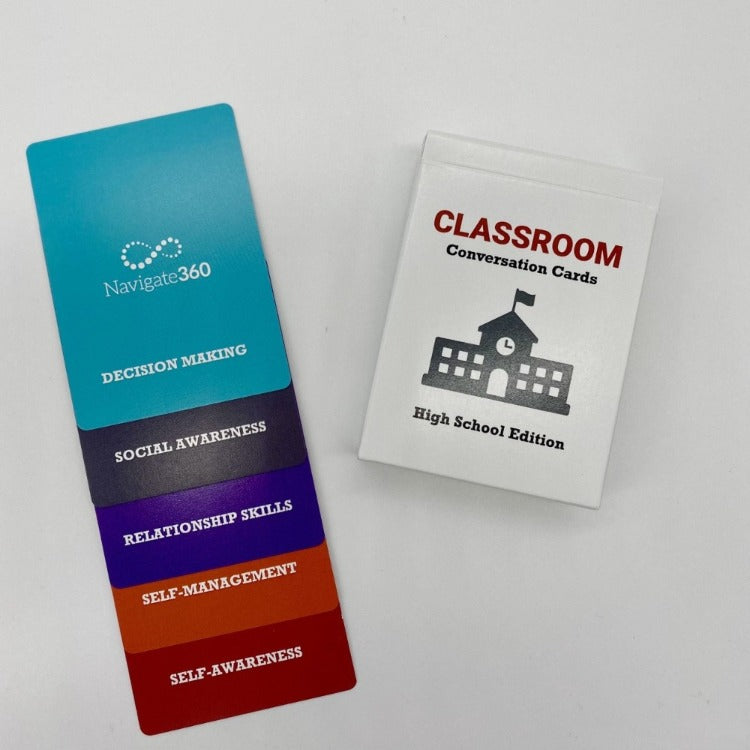 Navigate360
DECISION MAKING
SOCIAL AWARENESS
RELATIONSHIP SKILLS
SELF-MANAGEMENT
SELF-AWARENESS
CLASSROOM
Conversation Cards
High School Edition